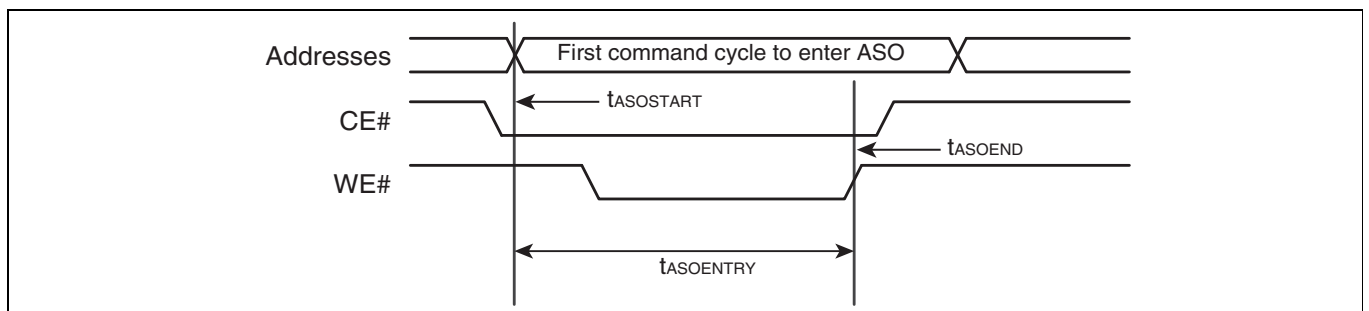 Addresses
First command cycle to enter ASO
tASOSTART
CE#
tASOEND
WE#
tASOENTRY